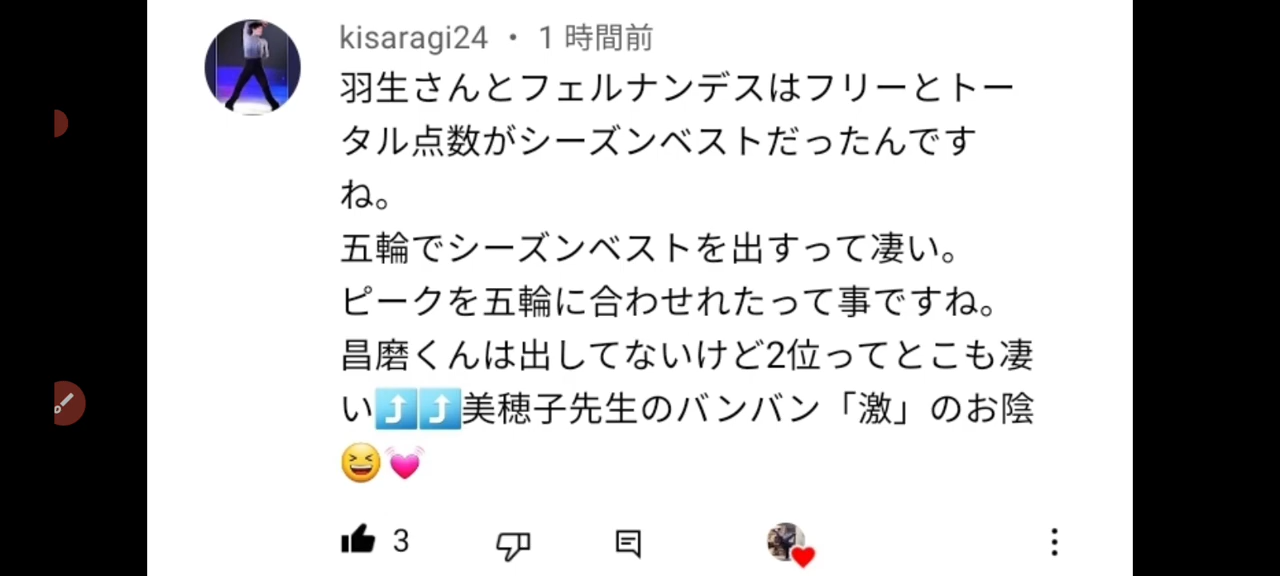 kisaragi24 • 1 時間前
羽生さんとフェルナンデスはフリーとトー
タル点数がシーズンベストだったんです
ね。
五輪でシーズンベストを出すって凄い。
ピークを五輪に合わせれたって事ですね。
昌磨くんは出してないけど2位ってとこも凄
い⤴️⤴️美穂子先生のバンバン「激」のお陰
😆💓
3